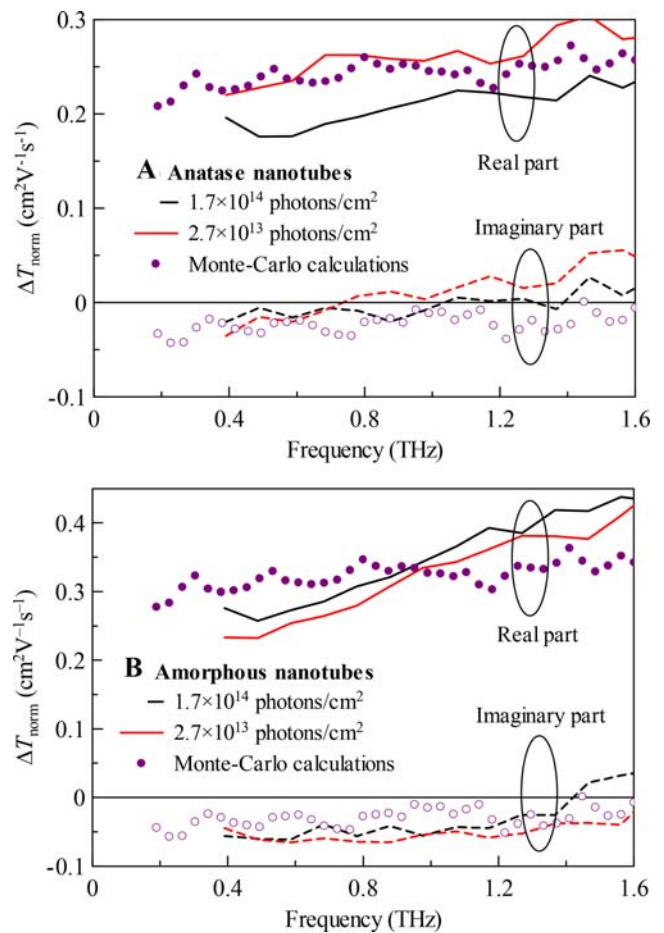 0.3
0.2
0.1
0
-0.1
ΔT_norm (cm²V⁻¹s⁻¹)
Real part
A Anatase nanotubes
1.7×10¹⁴ photons/cm²
2.7×10¹³ photons/cm²
Monte-Carlo calculations
Imaginary part
0 0.4 0.8 1.2 1.6
Frequency (THz)
0.4
0.3
0.2
0.1
0
-0.1
ΔT_norm (cm²V⁻¹s⁻¹)
Real part
B Amorphous nanotubes
1.7×10¹⁴ photons/cm²
2.7×10¹³ photons/cm²
Monte-Carlo calculations
Imaginary part
0 0.4 0.8 1.2 1.6
Frequency (THz)